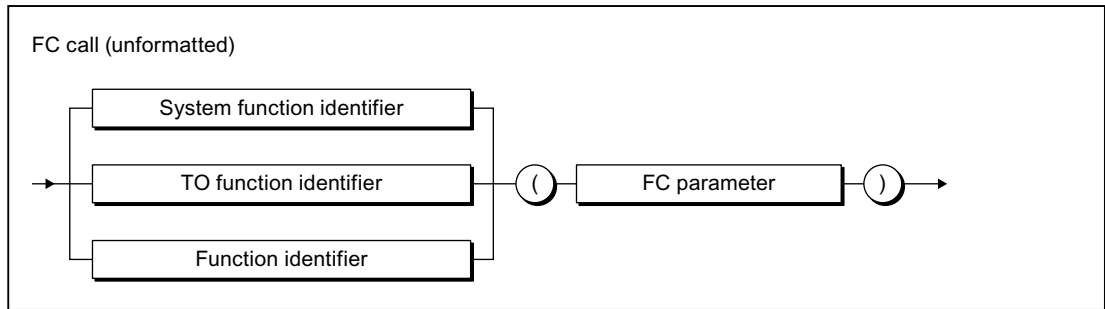 FC call (unformatted)
System function identifier
TO function identifier
( FC parameter )
Function identifier